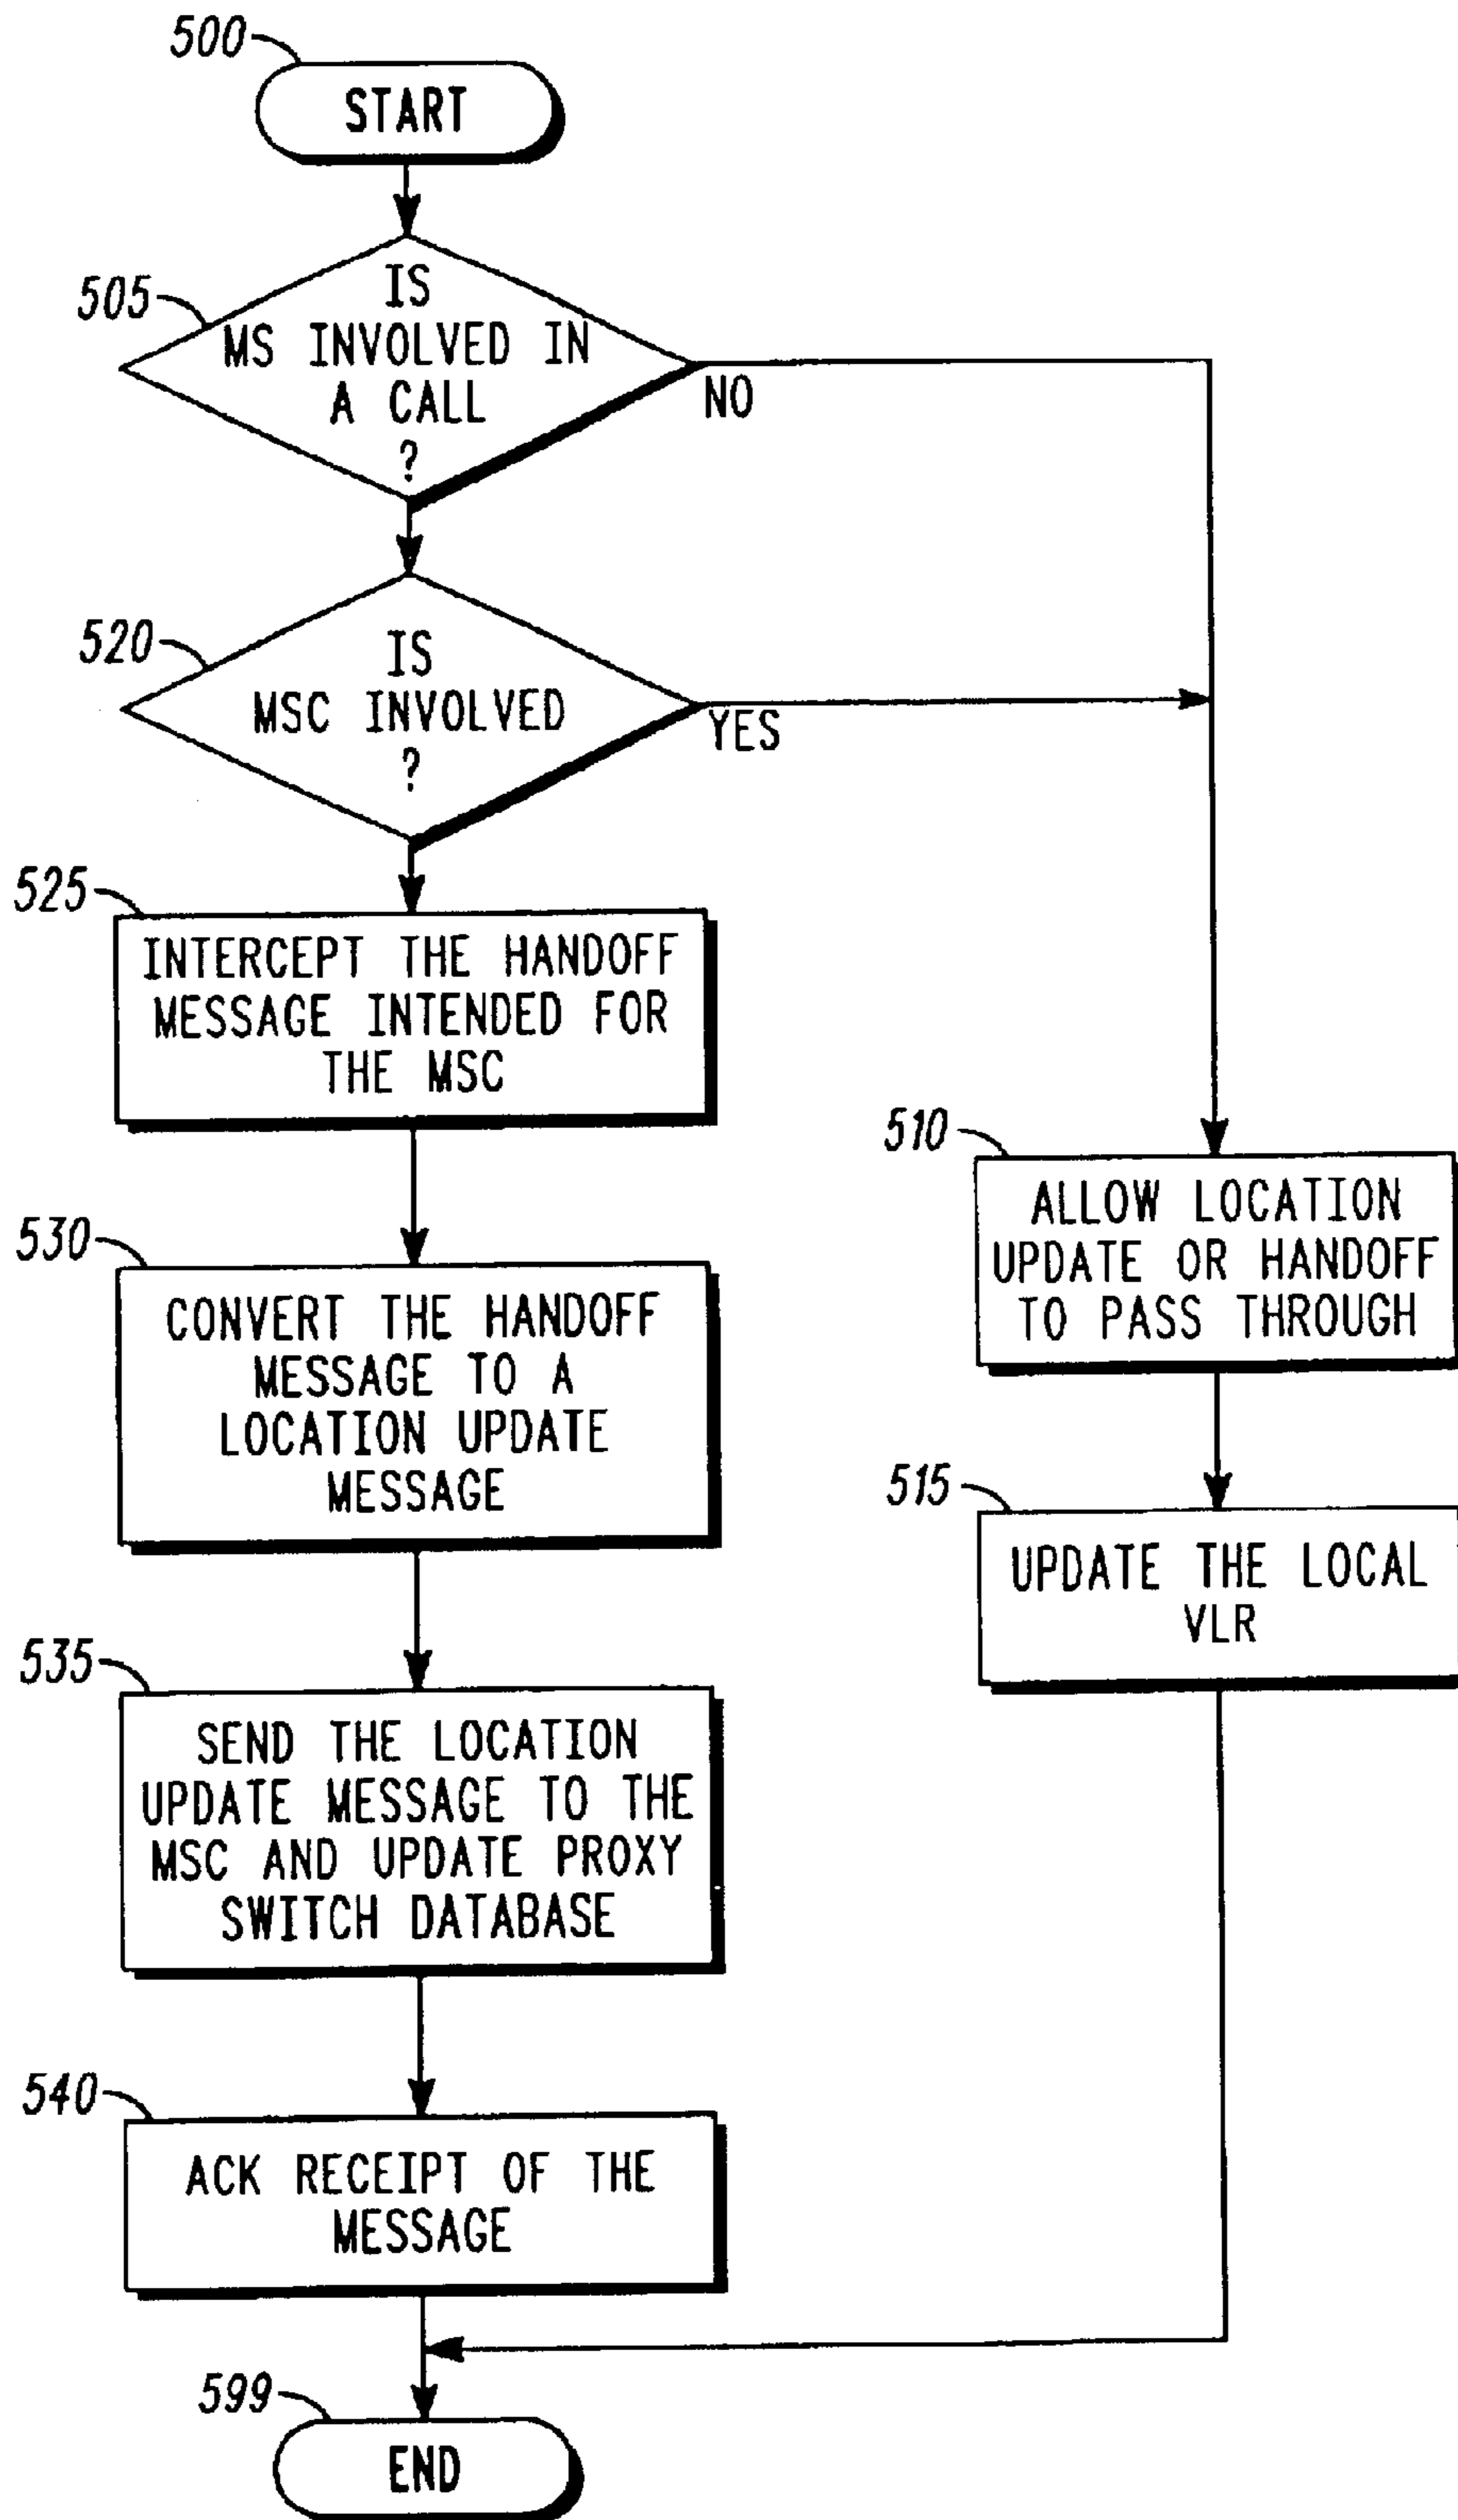 500
START
505
IS
MS INVOLVED IN
A CALL
?
NO
520
IS
MSC INVOLVED
?
YES
525
INTERCEPT THE HANDOFF
MESSAGE INTENDED FOR
THE MSC
530
CONVERT THE HANDOFF
MESSAGE TO A
LOCATION UPDATE
MESSAGE
535
SEND THE LOCATION
UPDATE MESSAGE TO THE
MSC AND UPDATE PROXY
SWITCH DATABASE
540
ACK RECEIPT OF THE
MESSAGE
510
ALLOW LOCATION
UPDATE OR HANDOFF
TO PASS THROUGH
515
UPDATE THE LOCAL
VLR
599
END